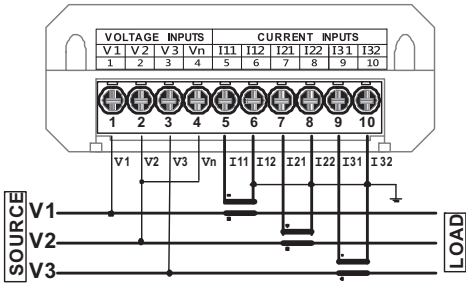 VOLTAGE INPUTS CURRENT INPUTS
V1 V2 V3 Vn I11 I12 I21 I22 I31 I32
1 2 3 4 5 6 7 8 9 10
1 2 3 4 5 6 7 8 9 10
V1 V2 V3 Vn I11 I12 I21 I22 I31 I32
SOURCE
V1
V2
V3
LOAD